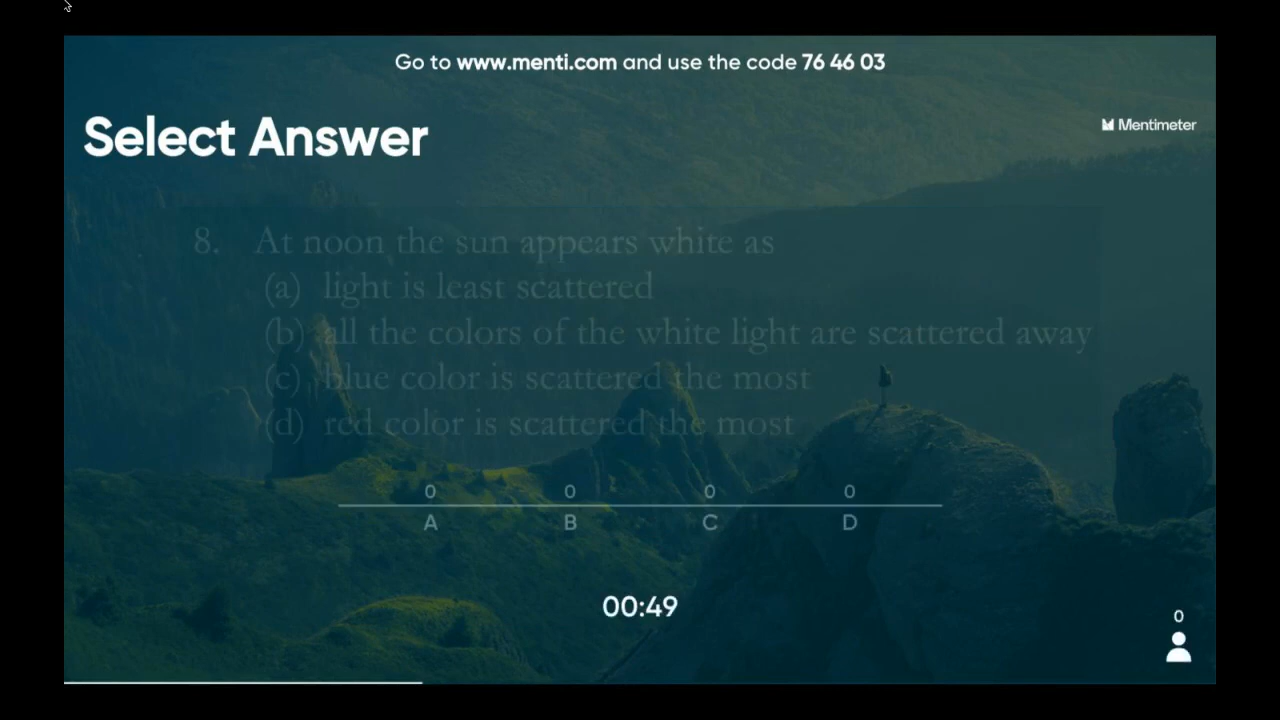 Go to www.menti.com and use the code 76 46 03
Select Answer
Mentimeter
8. At noon the sun appears white as
(a) light is least scattered
(b) all the colors of the white light are scattered away
(c) blue color is scattered the most
(d) red color is scattered the most
0 0 0 0
A B C D
00:49
0